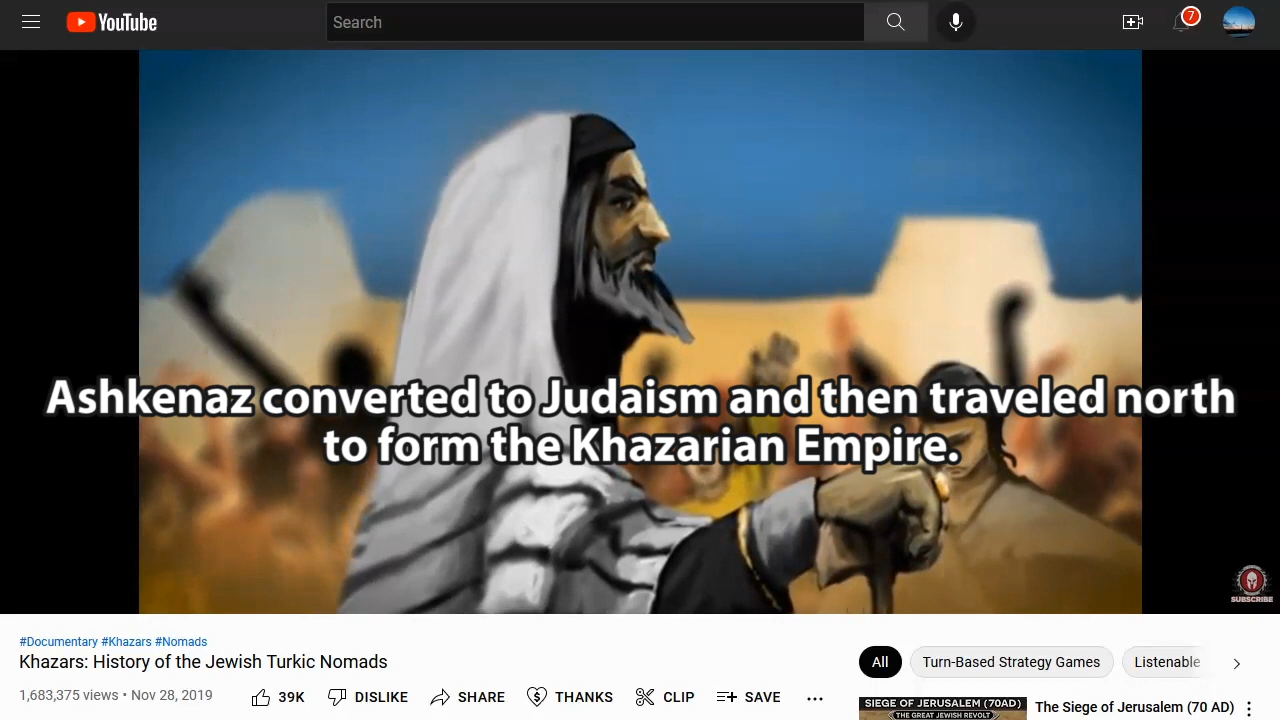 YouTube
Search
7
Ashkenaz converted to Judaism and then traveled north
to form the Khazarian Empire.
SUBSCRIBE
#Documentary #Khazars #Nomads
Khazars: History of the Jewish Turkic Nomads
1,683,375 views • Nov 28, 2019
39K
DISLIKE
SHARE
THANKS
CLIP
SAVE
All
Turn-Based Strategy Games
Listenable
SIEGE OF JERUSALEM (70AD)
THE GREAT JEWISH REVOLT
The Siege of Jerusalem (70 AD)